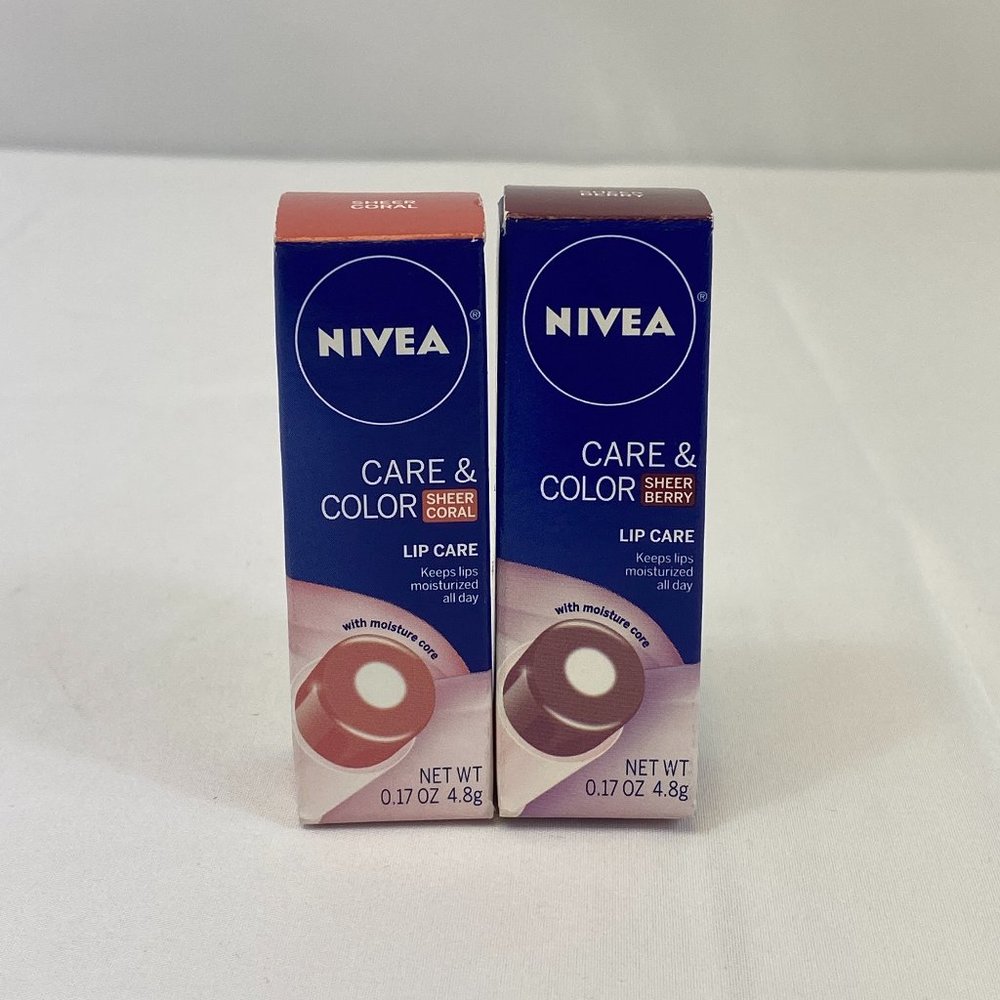 SHEER
CORAL
NIVEA®
CARE &
COLOR SHEER
CORAL
LIP CARE
Keeps lips
moisturized
all day
with moisture core
NET WT
0.17 OZ 4.8g
SHEER
BERRY
NIVEA®
CARE &
COLOR SHEER
BERRY
LIP CARE
Keeps lips
moisturized
all day
with moisture core
NET WT
0.17 OZ 4.8g